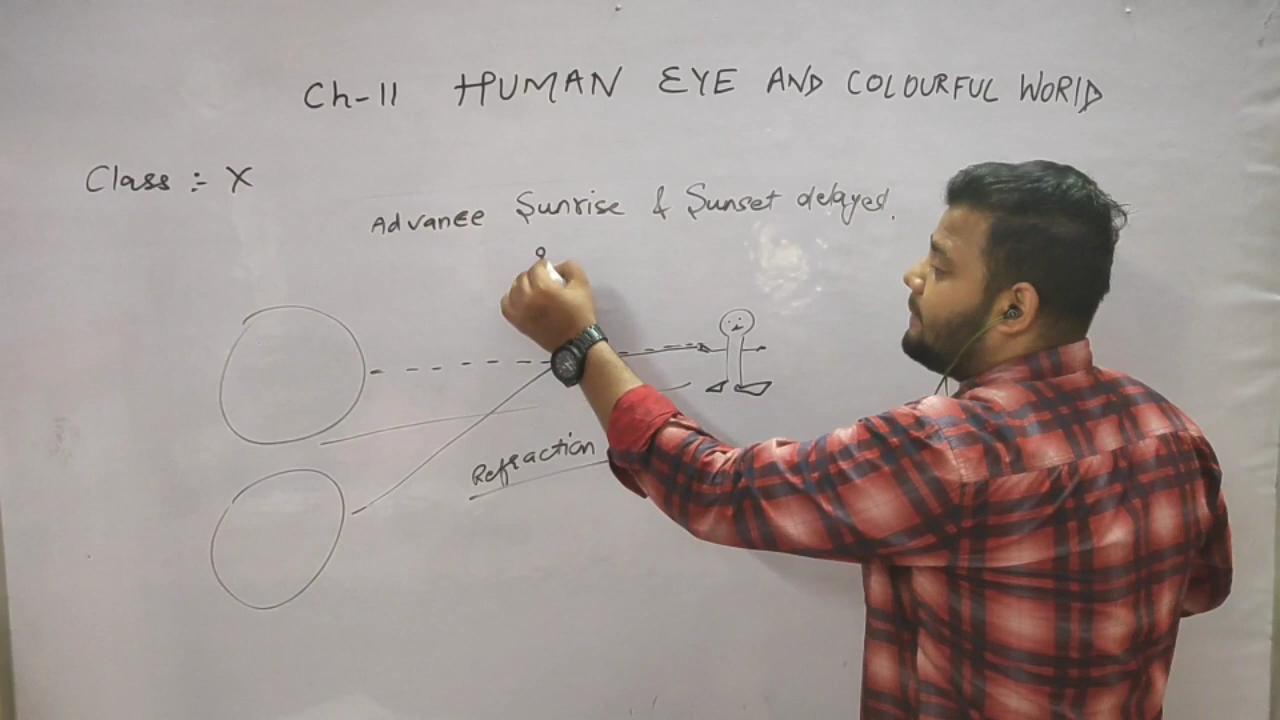 Ch-11 HUMAN EYE AND COLOURFUL WORLD
Class :- X
Advance Sunrise & Sunset delayed.
Refraction